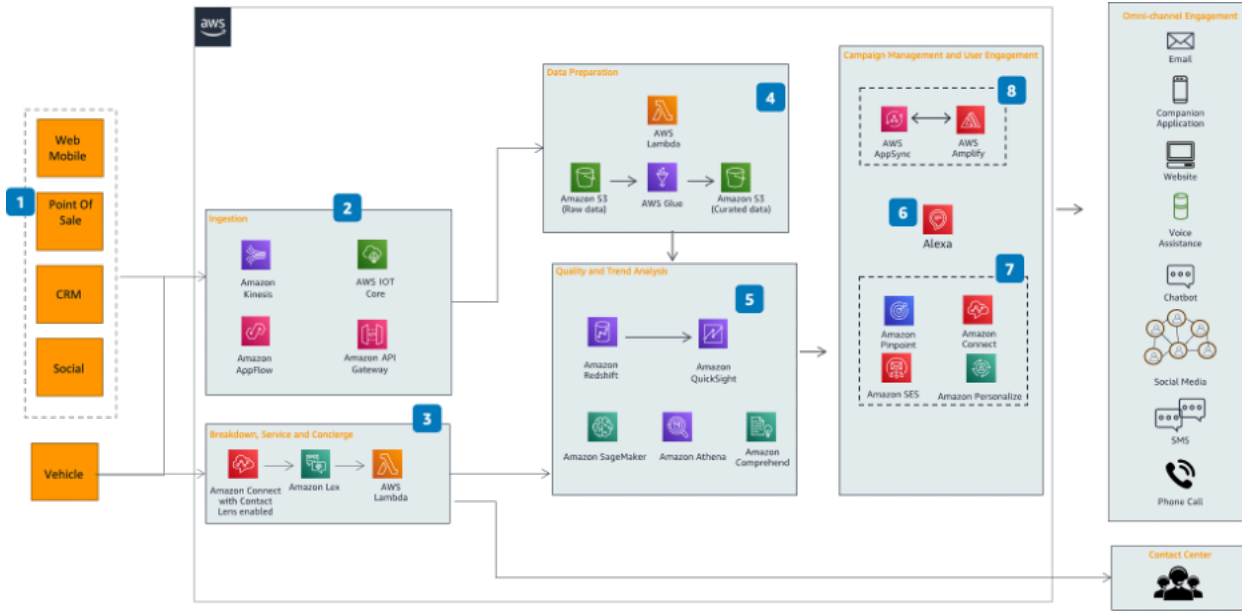 aws
1
Web
Mobile
Point Of
Sale
CRM
Social
Vehicle
Ingestion
2
Amazon
Kinesis
AWS IOT
Core
Amazon
AppFlow
Amazon API
Gateway
Breakdown, Service and Concierge
3
Amazon Connect
with Contact
Lens enabled
Amazon Lex
AWS
Lambda
Data Preparation
4
AWS
Lambda
Amazon S3
(Raw data)
AWS Glue
Amazon S3
(Curated data)
Quality and Trend Analysis
5
Amazon
Redshift
Amazon
QuickSight
Amazon SageMaker
Amazon Athena
Amazon
Comprehend
Campaign Management and User Engagement
8
AWS
AppSync
AWS
Amplify
6
Alexa
7
Amazon
Pinpoint
Amazon
Connect
Amazon SES
Amazon Personalize
Omni-channel Engagement
Email
Companion
Application
Website
Voice
Assistance
Chatbot
Social Media
SMS
Phone Call
Contact Center